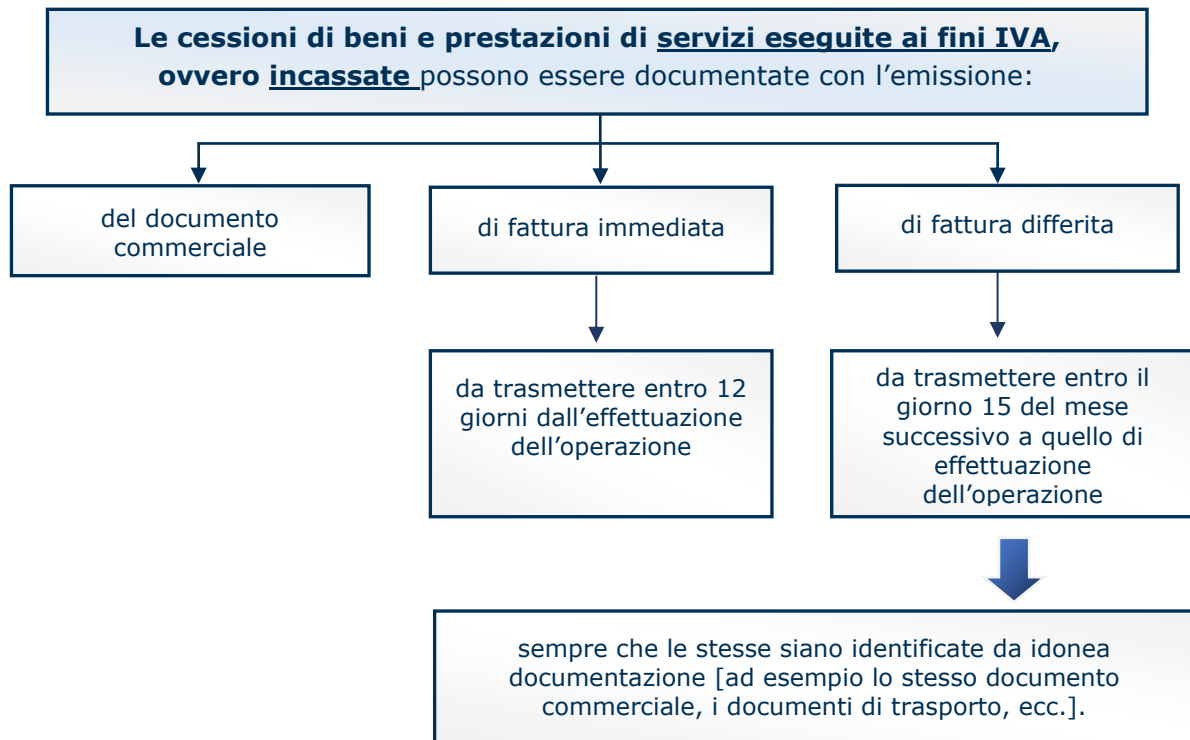 Le cessioni di beni e prestazioni di servizi eseguite ai fini IVA,
ovvero incassate possono essere documentate con l'emissione:
del documento
commerciale
di fattura immediata
di fattura differita
da trasmettere entro 12
giorni dall'effettuazione
dell'operazione
da trasmettere entro il
giorno 15 del mese
successivo a quello di
effettuazione
dell'operazione
sempre che le stesse siano identificate da idonea
documentazione [ad esempio lo stesso documento
commerciale, i documenti di trasporto, ecc.].